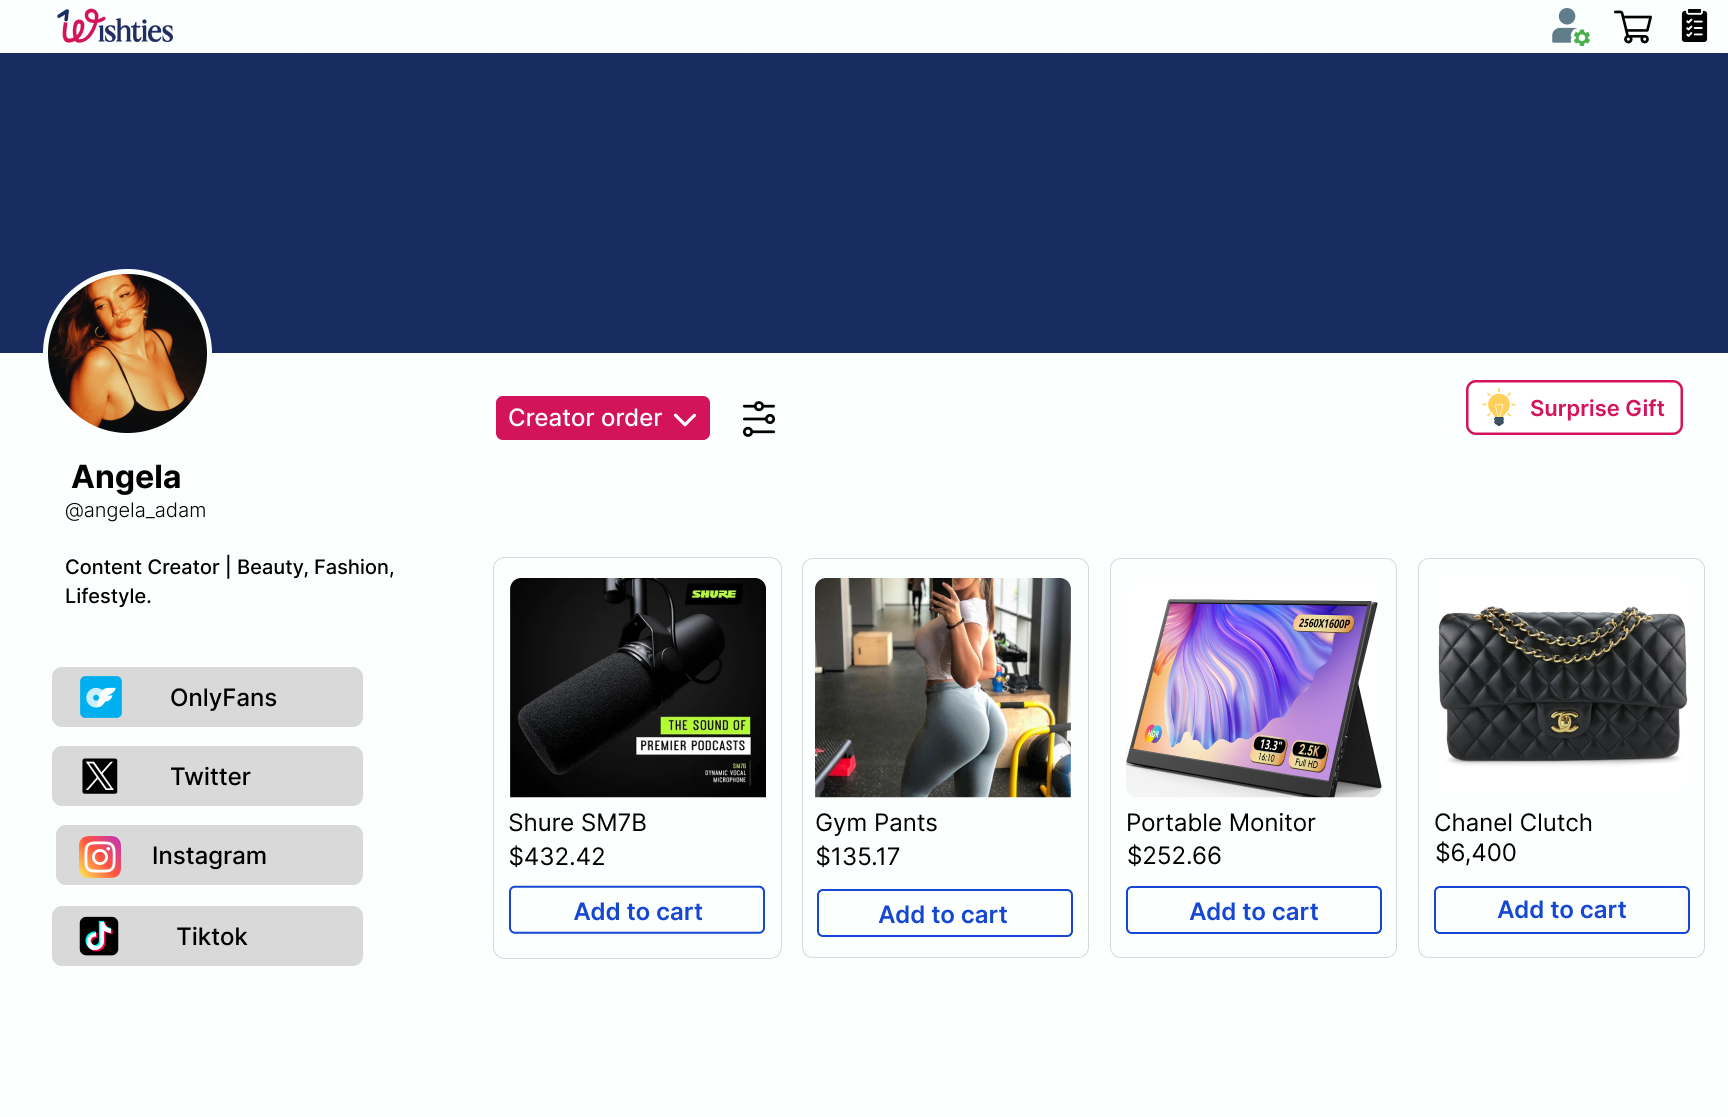 Wishties
Creator order
Surprise Gift
Angela
@angela_adam
Content Creator | Beauty, Fashion,
Lifestyle.
OnlyFans
Twitter
Instagram
Tiktok
SHURE
THE SOUND OF
PREMIER PODCASTS
SM7B
DYNAMIC VOCAL
MICROPHONE
Shure SM7B
$432.42
Add to cart
Gym Pants
$135.17
Add to cart
2560X1600P
HDR
13.3"
16:10
2.5K
Full HD
Portable Monitor
$252.66
Add to cart
Chanel Clutch
$6,400
Add to cart